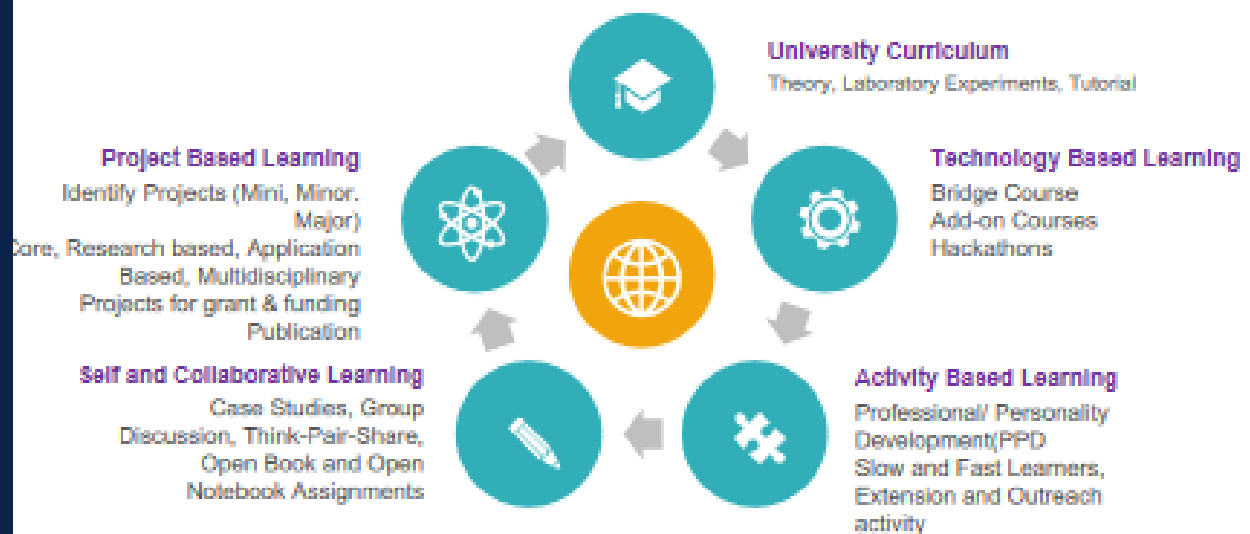 University Curriculum
Theory, Laboratory Experiments, Tutorial
Technology Based Learning
Bridge Course
Add-on Courses
Hackathons
Activity Based Learning
Professional/ Personality
Development(PPD
Slow and Fast Learners,
Extension and Outreach
activity
Self and Collaborative Learning
Case Studies, Group
Discussion, Think-Pair-Share,
Open Book and Open
Notebook Assignments
Project Based Learning
Identify Projects (Mini, Minor.
Major)
Core, Research based, Application
Based, Multidisciplinary
Projects for grant & funding
Publication